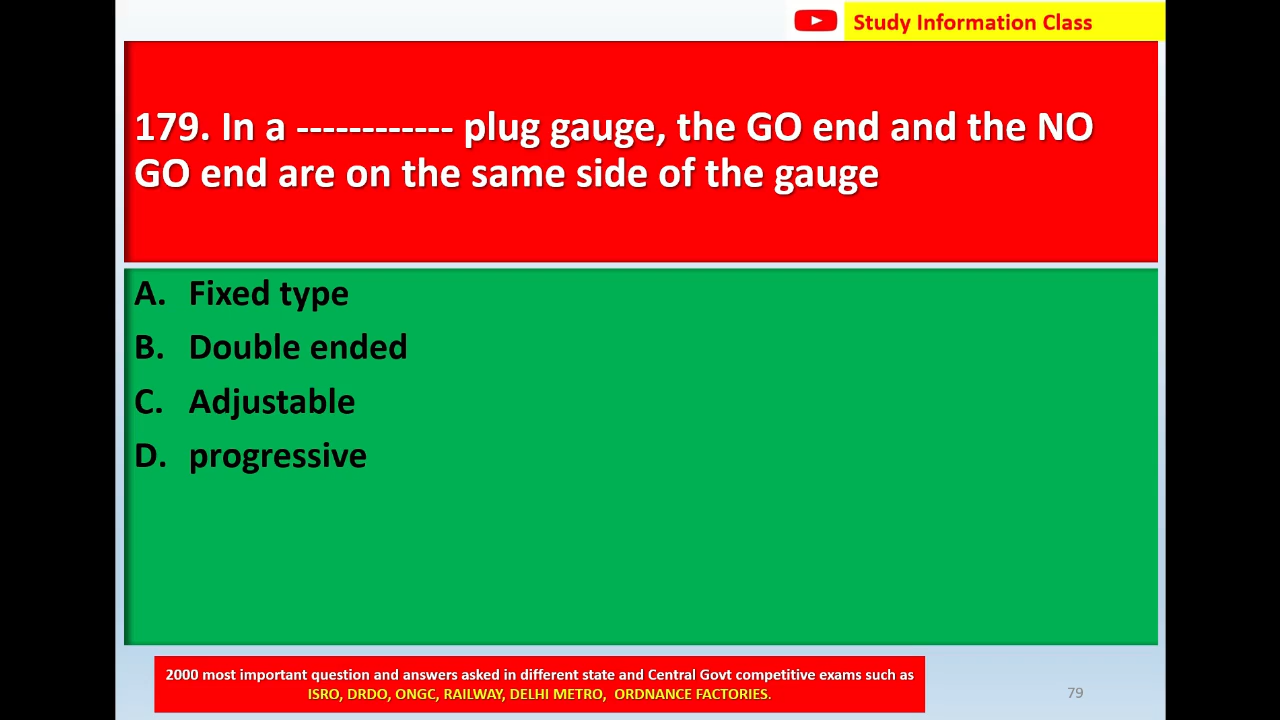 Study Information Class
179. In a ------------ plug gauge, the GO end and the NO
GO end are on the same side of the gauge
A. Fixed type
B. Double ended
C. Adjustable
D. progressive
2000 most important question and answers asked in different state and Central Govt competitive exams such as
ISRO, DRDO, ONGC, RAILWAY, DELHI METRO, ORDNANCE FACTORIES.
79